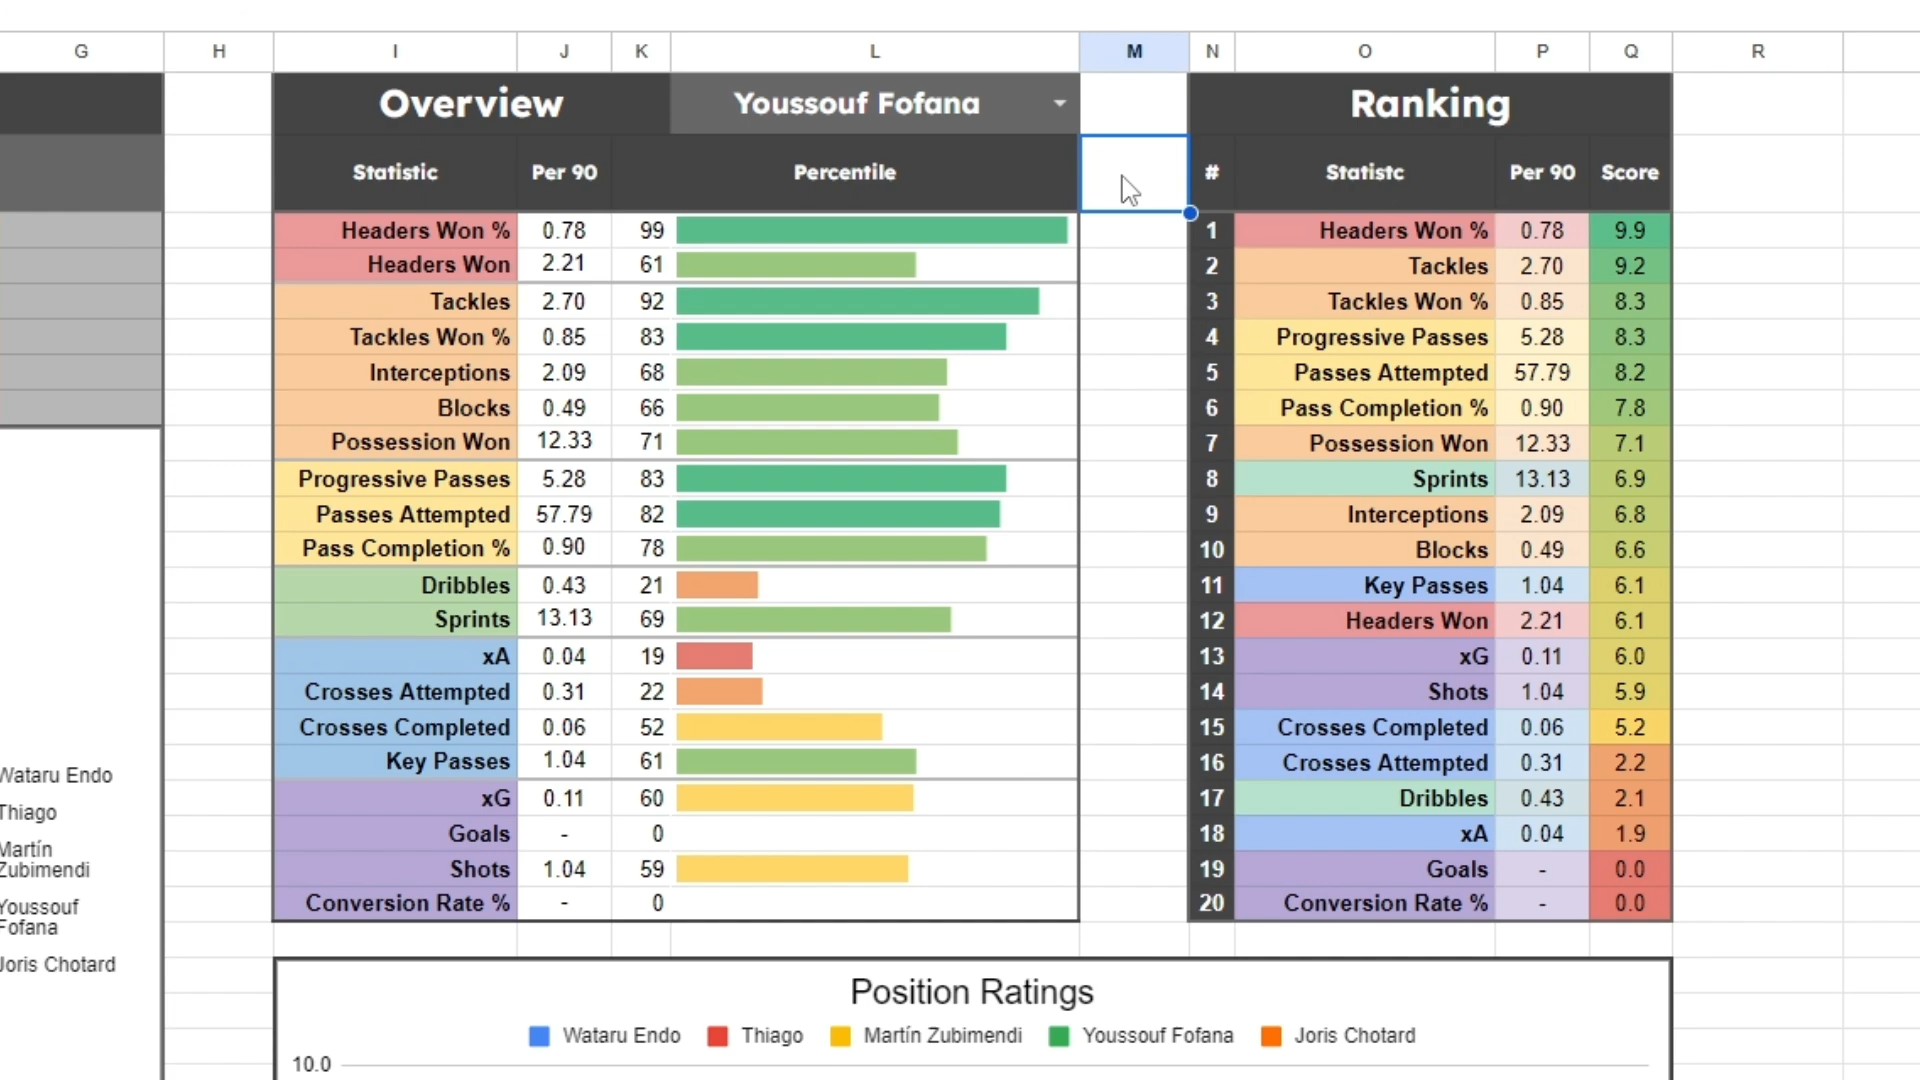 G H I J K L M N O P Q R
Overview Youssouf Fofana Ranking
Statistic Per 90 Percentile # Statistc Per 90 Score
Headers Won % 0.78 99 1 Headers Won % 0.78 9.9
Headers Won 2.21 61 2 Tackles 2.70 9.2
Tackles 2.70 92 3 Tackles Won % 0.85 8.3
Tackles Won % 0.85 83 4 Progressive Passes 5.28 8.3
Interceptions 2.09 68 5 Passes Attempted 57.79 8.2
Blocks 0.49 66 6 Pass Completion % 0.90 7.8
Possession Won 12.33 71 7 Possession Won 12.33 7.1
Progressive Passes 5.28 83 8 Sprints 13.13 6.9
Passes Attempted 57.79 82 9 Interceptions 2.09 6.8
Pass Completion % 0.90 78 10 Blocks 0.49 6.6
Dribbles 0.43 21 11 Key Passes 1.04 6.1
Sprints 13.13 69 12 Headers Won 2.21 6.1
xA 0.04 19 13 xG 0.11 6.0
Crosses Attempted 0.31 22 14 Shots 1.04 5.9
Crosses Completed 0.06 52 15 Crosses Completed 0.06 5.2
Key Passes 1.04 61 16 Crosses Attempted 0.31 2.2
xG 0.11 60 17 Dribbles 0.43 2.1
Goals - 0 18 xA 0.04 1.9
Shots 1.04 59 19 Goals - 0.0
Conversion Rate % - 0 20 Conversion Rate % - 0.0
Wataru Endo
Thiago
Martín
Zubimendi
Youssouf
Fofana
Joris Chotard
Position Ratings
Wataru Endo Thiago Martín Zubimendi Youssouf Fofana Joris Chotard
10.0